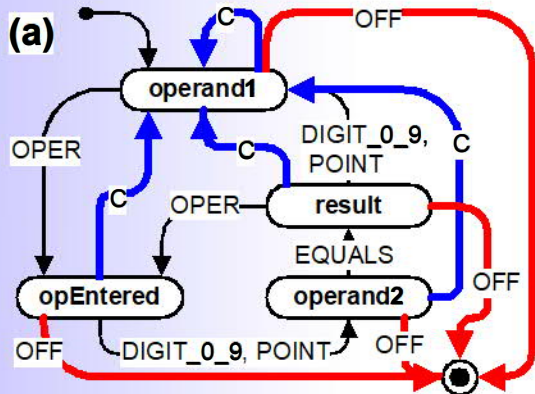 (a)
C
OFF
operand1
OPER
DIGIT_0_9,
POINT
C
C
C
OPER
result
EQUALS
OFF
opEntered
operand2
OFF
DIGIT_0_9, POINT
OFF